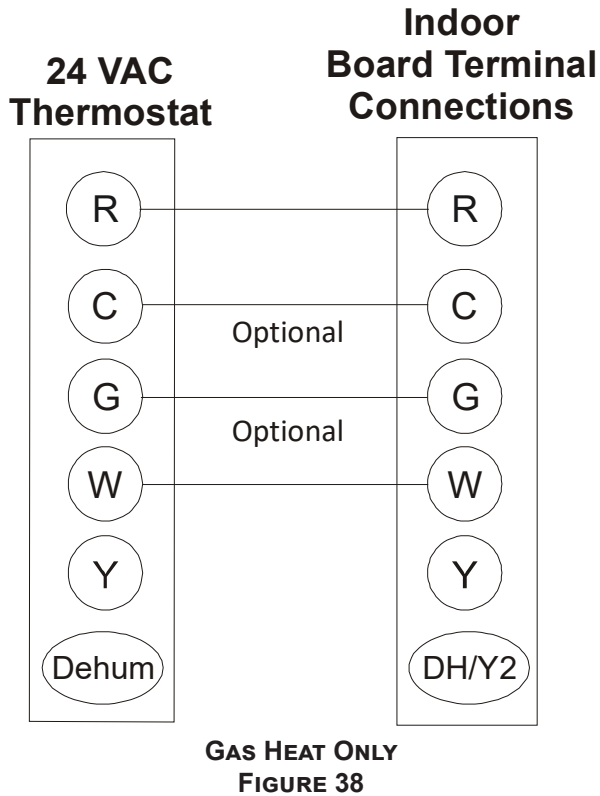 24 VAC
Thermostat
Indoor
Board Terminal
Connections
R
R
C
C
Optional
G
G
Optional
W
W
Y
Y
Dehum
DH/Y2
GAS HEAT ONLY
FIGURE 38